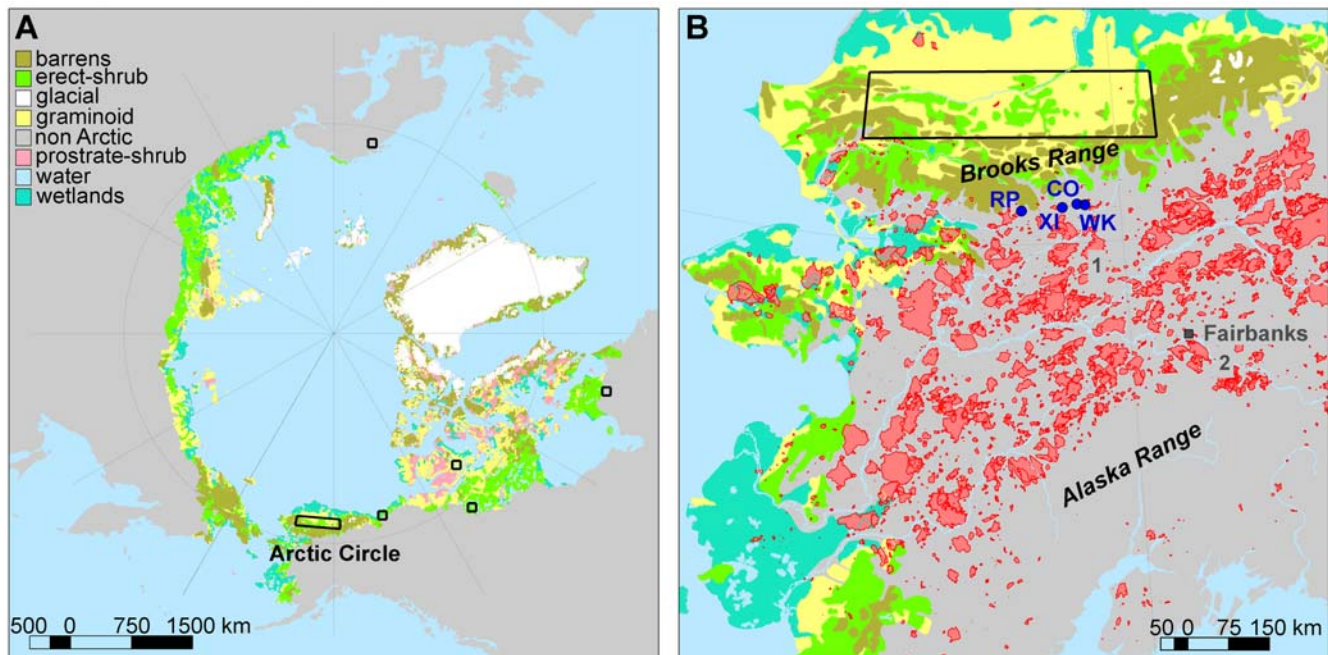 A
barrens
erect-shrub
glacial
graminoid
non Arctic
prostrate-shrub
water
wetlands
Arctic Circle
500 0 750 1500 km
B
Brooks Range
RP
CO
XI
WK
1
Fairbanks
2
Alaska Range
50 0 75 150 km